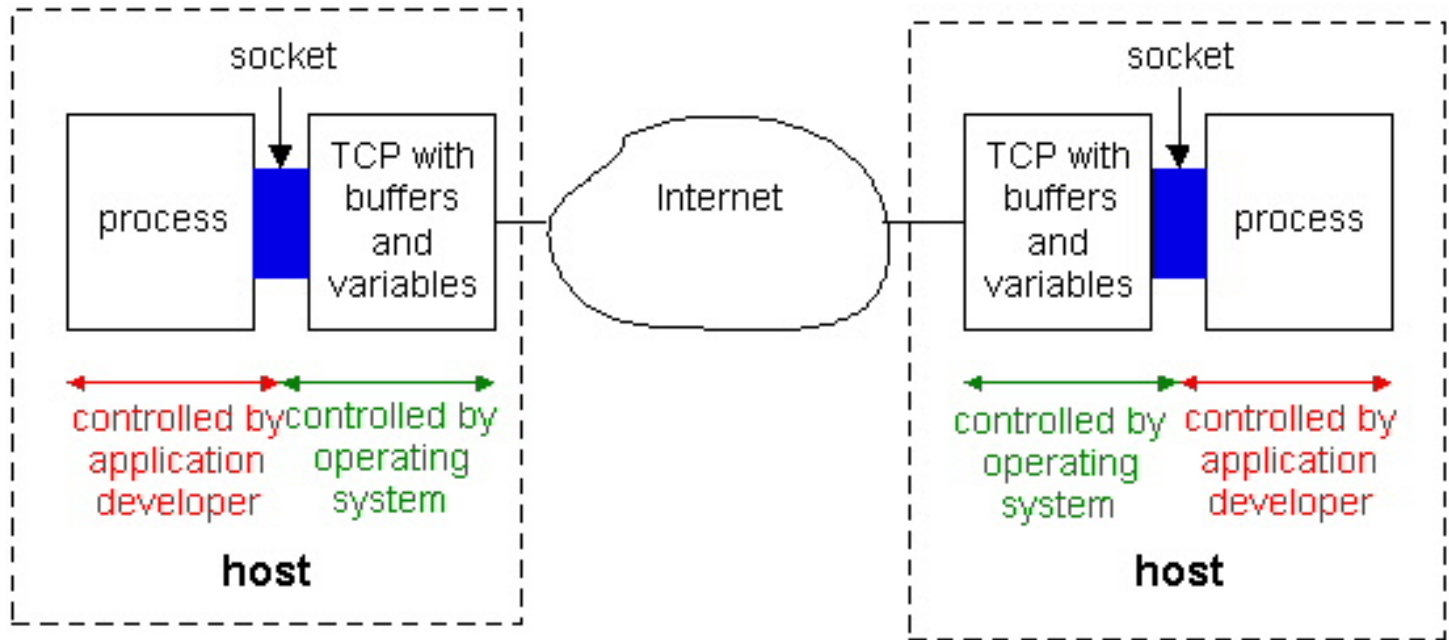 socket
process
TCP with
buffers
and
variables
controlled by
application
developer
controlled by
operating
system
host
Internet
socket
TCP with
buffers
and
variables
process
controlled by
operating
system
controlled by
application
developer
host